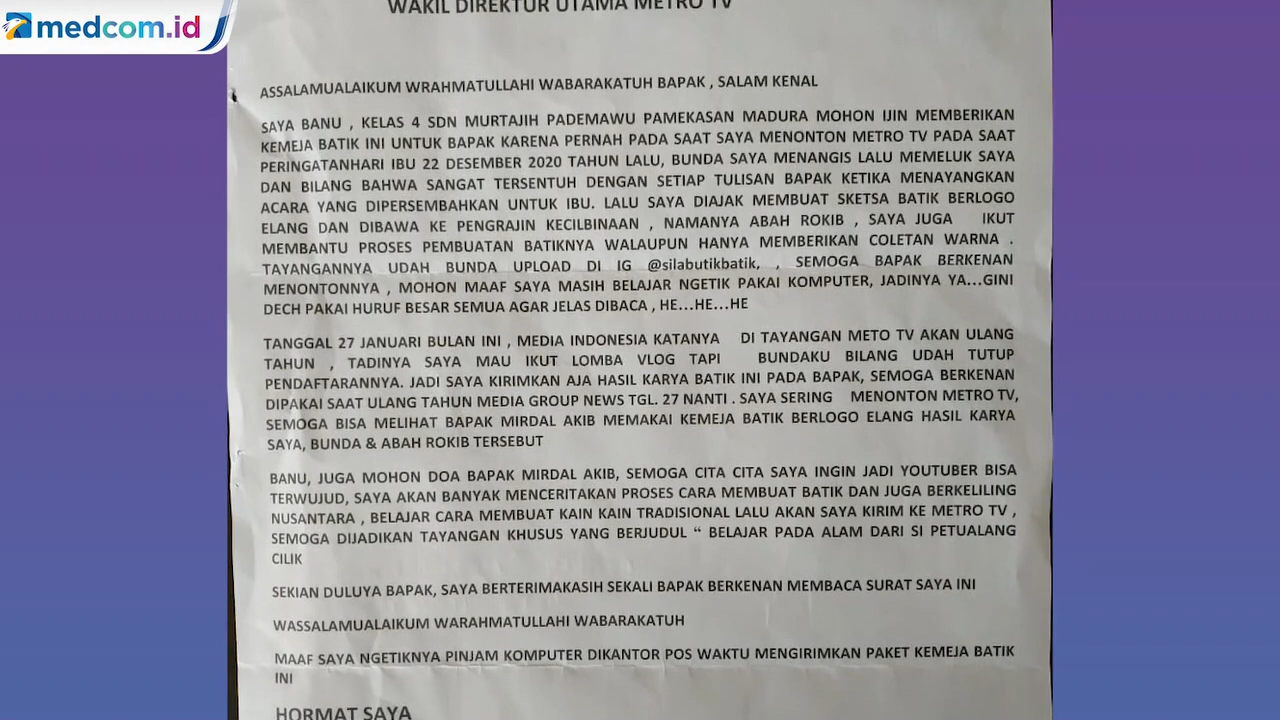 medcom.id
WAKIL DIREKTUR UTAMA METRO TV
ASSALAMUALAIKUM WRAHMATULLAHI WABARAKATUH BAPAK , SALAM KENAL
SAYA BANU , KELAS 4 SDN MURTAJIH PADEMAWU PAMEKASAN MADURA MOHON IJIN MEMBERIKAN
KEMEJA BATIK INI UNTUK BAPAK KARENA PERNAH PADA SAAT SAYA MENONTON METRO TV PADA SAAT
PERINGATANHARI IBU 22 DESEMBER 2020 TAHUN LALU, BUNDA SAYA MENANGIS LALU MEMELUK SAYA
DAN BILANG BAHWA SANGAT TERSENTUH DENGAN SETIAP TULISAN BAPAK KETIKA MENAYANGKAN
ACARA YANG DIPERSEMBAHKAN UNTUK IBU. LALU SAYA DIAJAK MEMBUAT SKETSA BATIK BERLOGO
ELANG DAN DIBAWA KE PENGRAJIN KECILBINAAN , NAMANYA ABAH ROKIB , SAYA JUGA IKUT
MEMBANTU PROSES PEMBUATAN BATIKNYA WALAUPUN HANYA MEMBERIKAN COLETAN WARNA .
TAYANGANNYA UDAH BUNDA UPLOAD DI IG @silabutikbatik, , SEMOGA BAPAK BERKENAN
MENONTONNYA , MOHON MAAF SAYA MASIH BELAJAR NGETIK PAKAI KOMPUTER, JADINYA YA...GINI
DECH PAKAI HURUF BESAR SEMUA AGAR JELAS DIBACA , HE...HE...HE
TANGGAL 27 JANUARI BULAN INI , MEDIA INDONESIA KATANYA DI TAYANGAN METO TV AKAN ULANG
TAHUN , TADINYA SAYA MAU IKUT LOMBA VLOG TAPI BUNDAKU BILANG UDAH TUTUP
PENDAFTARANNYA. JADI SAYA KIRIMKAN AJA HASIL KARYA BATIK INI PADA BAPAK, SEMOGA BERKENAN
DIPAKAI SAAT ULANG TAHUN MEDIA GROUP NEWS TGL. 27 NANTI . SAYA SERING MENONTON METRO TV,
SEMOGA BISA MELIHAT BAPAK MIRDAL AKIB MEMAKAI KEMEJA BATIK BERLOGO ELANG HASIL KARYA
SAYA, BUNDA & ABAH ROKIB TERSEBUT
BANU, JUGA MOHON DOA BAPAK MIRDAL AKIB, SEMOGA CITA CITA SAYA INGIN JADI YOUTUBER BISA
TERWUJUD, SAYA AKAN BANYAK MENCERITAKAN PROSES CARA MEMBUAT BATIK DAN JUGA BERKELILING
NUSANTARA , BELAJAR CARA MEMBUAT KAIN KAIN TRADISIONAL LALU AKAN SAYA KIRIM KE METRO TV ,
SEMOGA DIJADIKAN TAYANGAN KHUSUS YANG BERJUDUL “ BELAJAR PADA ALAM DARI SI PETUALANG
CILIK
SEKIAN DULUYA BAPAK, SAYA BERTERIMAKASIH SEKALI BAPAK BERKENAN MEMBACA SURAT SAYA INI
WASSALAMUALAIKUM WARAHMATULLAHI WABARAKATUH
MAAF SAYA NGETIKNYA PINJAM KOMPUTER DIKANTOR POS WAKTU MENGIRIMKAN PAKET KEMEJA BATIK
INI
HORMAT SAYA